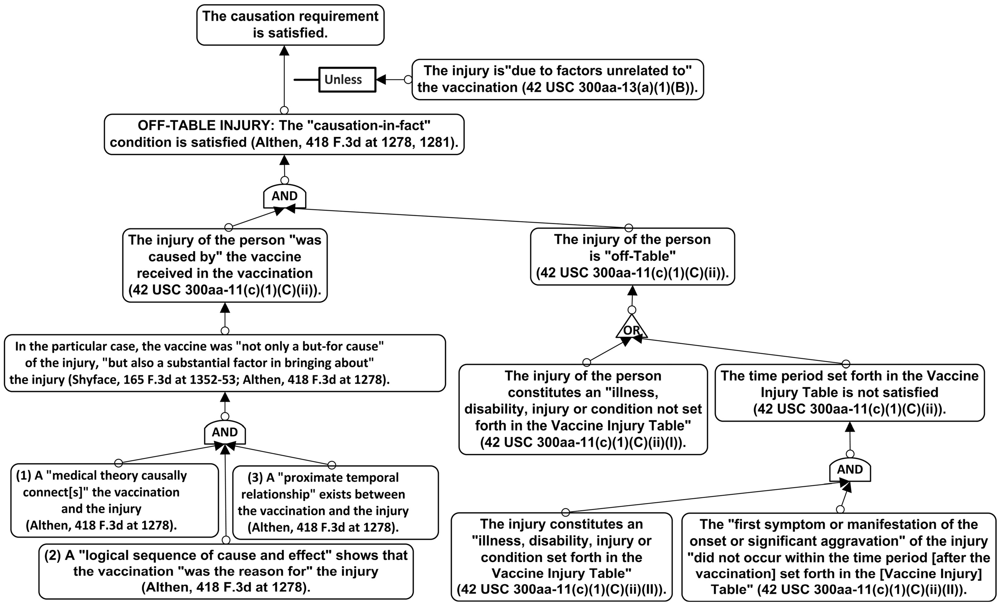 The causation requirement
is satisfied.
Unless
The injury is"due to factors unrelated to"
the vaccination (42 USC 300aa-13(a)(1)(B)).
OFF-TABLE INJURY: The "causation-in-fact"
condition is satisfied (Althen, 418 F.3d at 1278, 1281).
AND
The injury of the person "was
caused by" the vaccine
received in the vaccination
(42 USC 300aa-11(c)(1)(C)(ii)).
The injury of the person
is "off-Table"
(42 USC 300aa-11(c)(1)(C)(ii)).
OR
In the particular case, the vaccine was "not only a but-for cause"
of the injury, "but also a substantial factor in bringing about"
the injury (Shyface, 165 F.3d at 1352-53; Althen, 418 F.3d at 1278).
The injury of the person
constitutes an "illness,
disability, injury or condition not set
forth in the Vaccine Injury Table"
(42 USC 300aa-11(c)(1)(C)(ii)(I)).
The time period set forth in the Vaccine
Injury Table is not satisfied
(42 USC 300aa-11(c)(1)(C)(ii)).
AND
AND
(1) A "medical theory causally
connect[s]" the vaccination
and the injury
(Althen, 418 F.3d at 1278).
(3) A "proximate temporal
relationship" exists between
the vaccination and the injury
(Althen, 418 F.3d at 1278).
(2) A "logical sequence of cause and effect" shows that
the vaccination "was the reason for" the injury
(Althen, 418 F.3d at 1278).
The injury constitutes an
"illness, disability, injury or
condition set forth in the
Vaccine Injury Table"
(42 USC 300aa-11(c)(1)(C)(ii)(II)).
The "first symptom or manifestation of the
onset or significant aggravation" of the injury
"did not occur within the time period [after the
vaccination] set forth in the [Vaccine Injury]
Table" (42 USC 300aa-11(c)(1)(C)(ii)(II)).